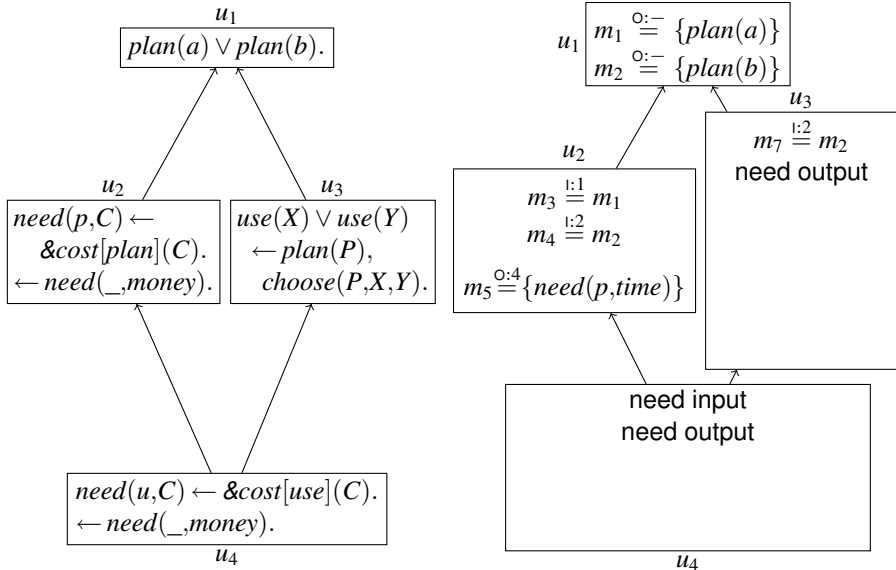 u₁
plan(a) ∨ plan(b).
u₂
need(p,C) ←
&cost[plan](C).
← need(_,money).
u₃
use(X) ∨ use(Y)
← plan(P),
choose(P,X,Y).
need(u,C) ← &cost[use](C).
← need(_,money).
u₄
u₁
m₁ O:− = {plan(a)}
m₂ O:− = {plan(b)}
u₂
m₃ I:1 = m₁
m₄ I:2 = m₂
m₅ O:4 = {need(p,time)}
u₃
m₇ I:2 = m₂
need output
need input
need output
u₄